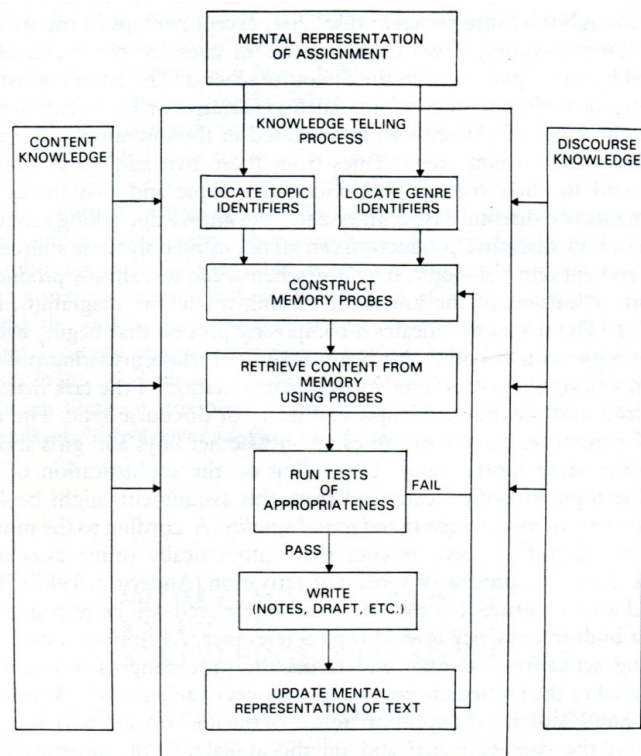 MENTAL REPRESENTATION
OF ASSIGNMENT
KNOWLEDGE TELLING
PROCESS
CONTENT
KNOWLEDGE
DISCOURSE
KNOWLEDGE
LOCATE TOPIC
IDENTIFIERS
LOCATE GENRE
IDENTIFIERS
CONSTRUCT
MEMORY PROBES
RETRIEVE CONTENT FROM
MEMORY
USING PROBES
RUN TESTS
OF
APPROPRIATENESS
FAIL
PASS
WRITE
(NOTES, DRAFT, ETC.)
UPDATE MENTAL
REPRESENTATION OF TEXT